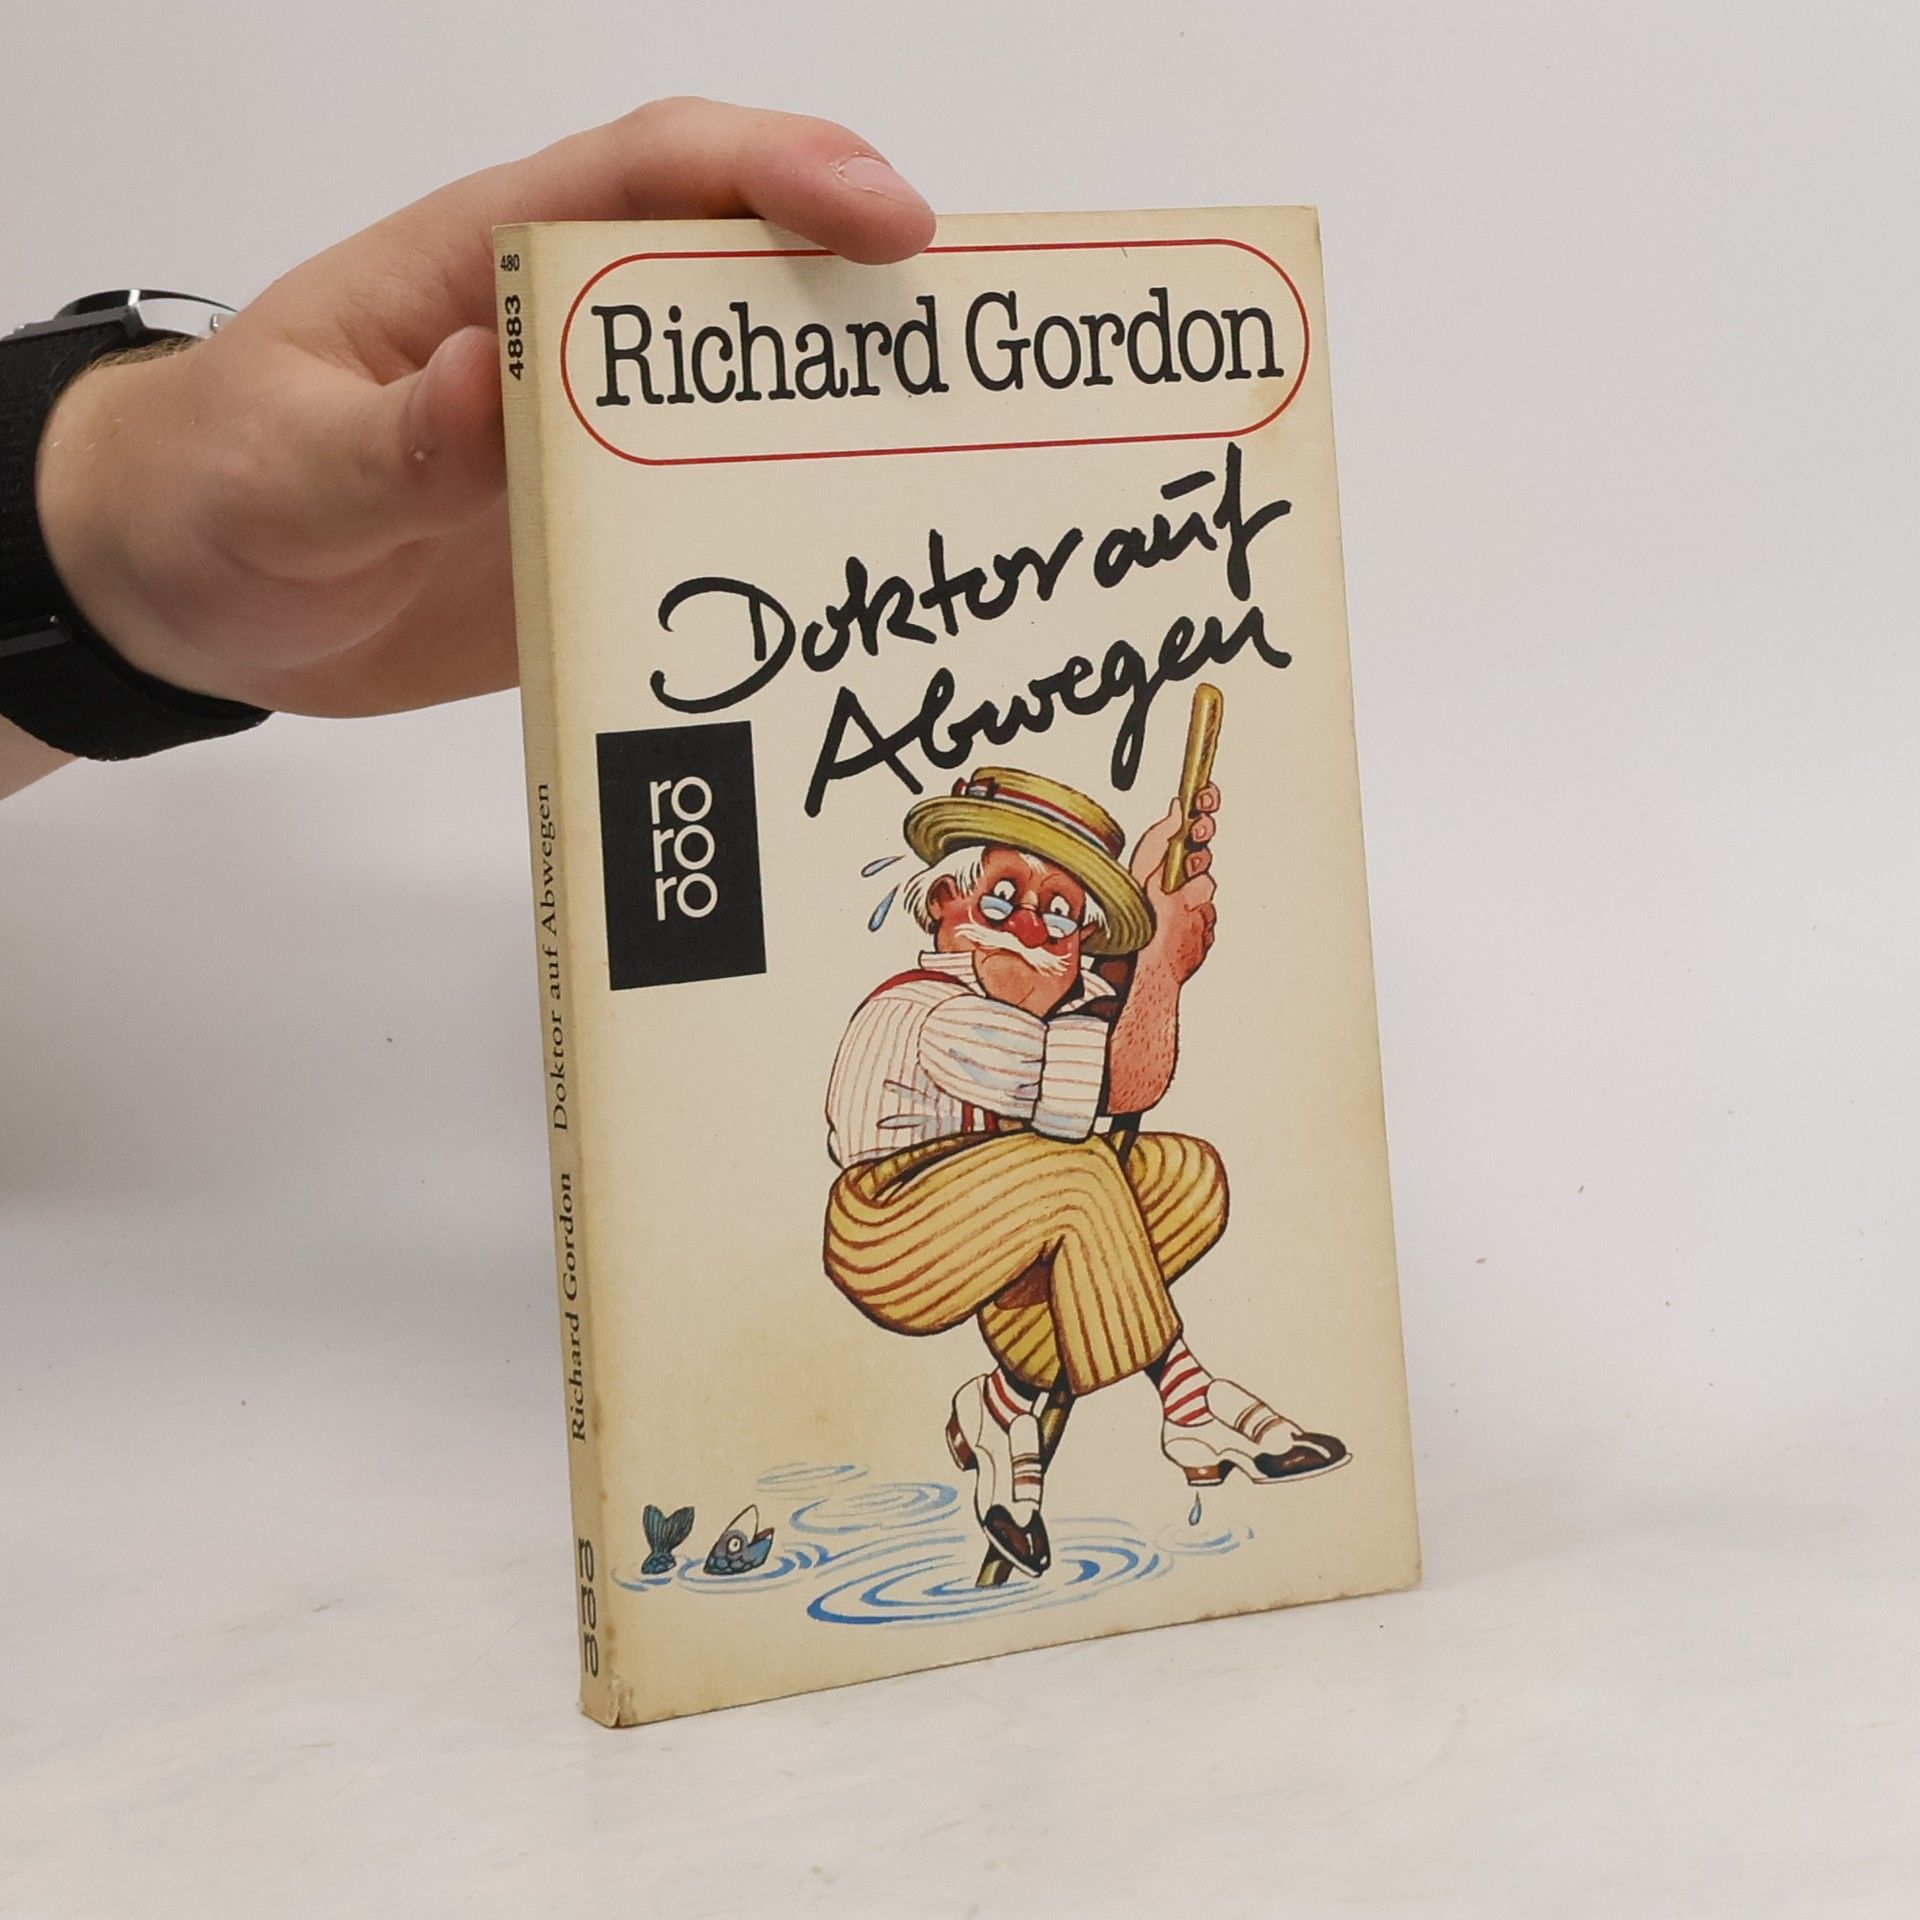 Richard Gordon
Doktor auf
Abwegen
ro
ro
ro
480
4883
Richard Gordon Doktor auf Abwegen
ro ro ro